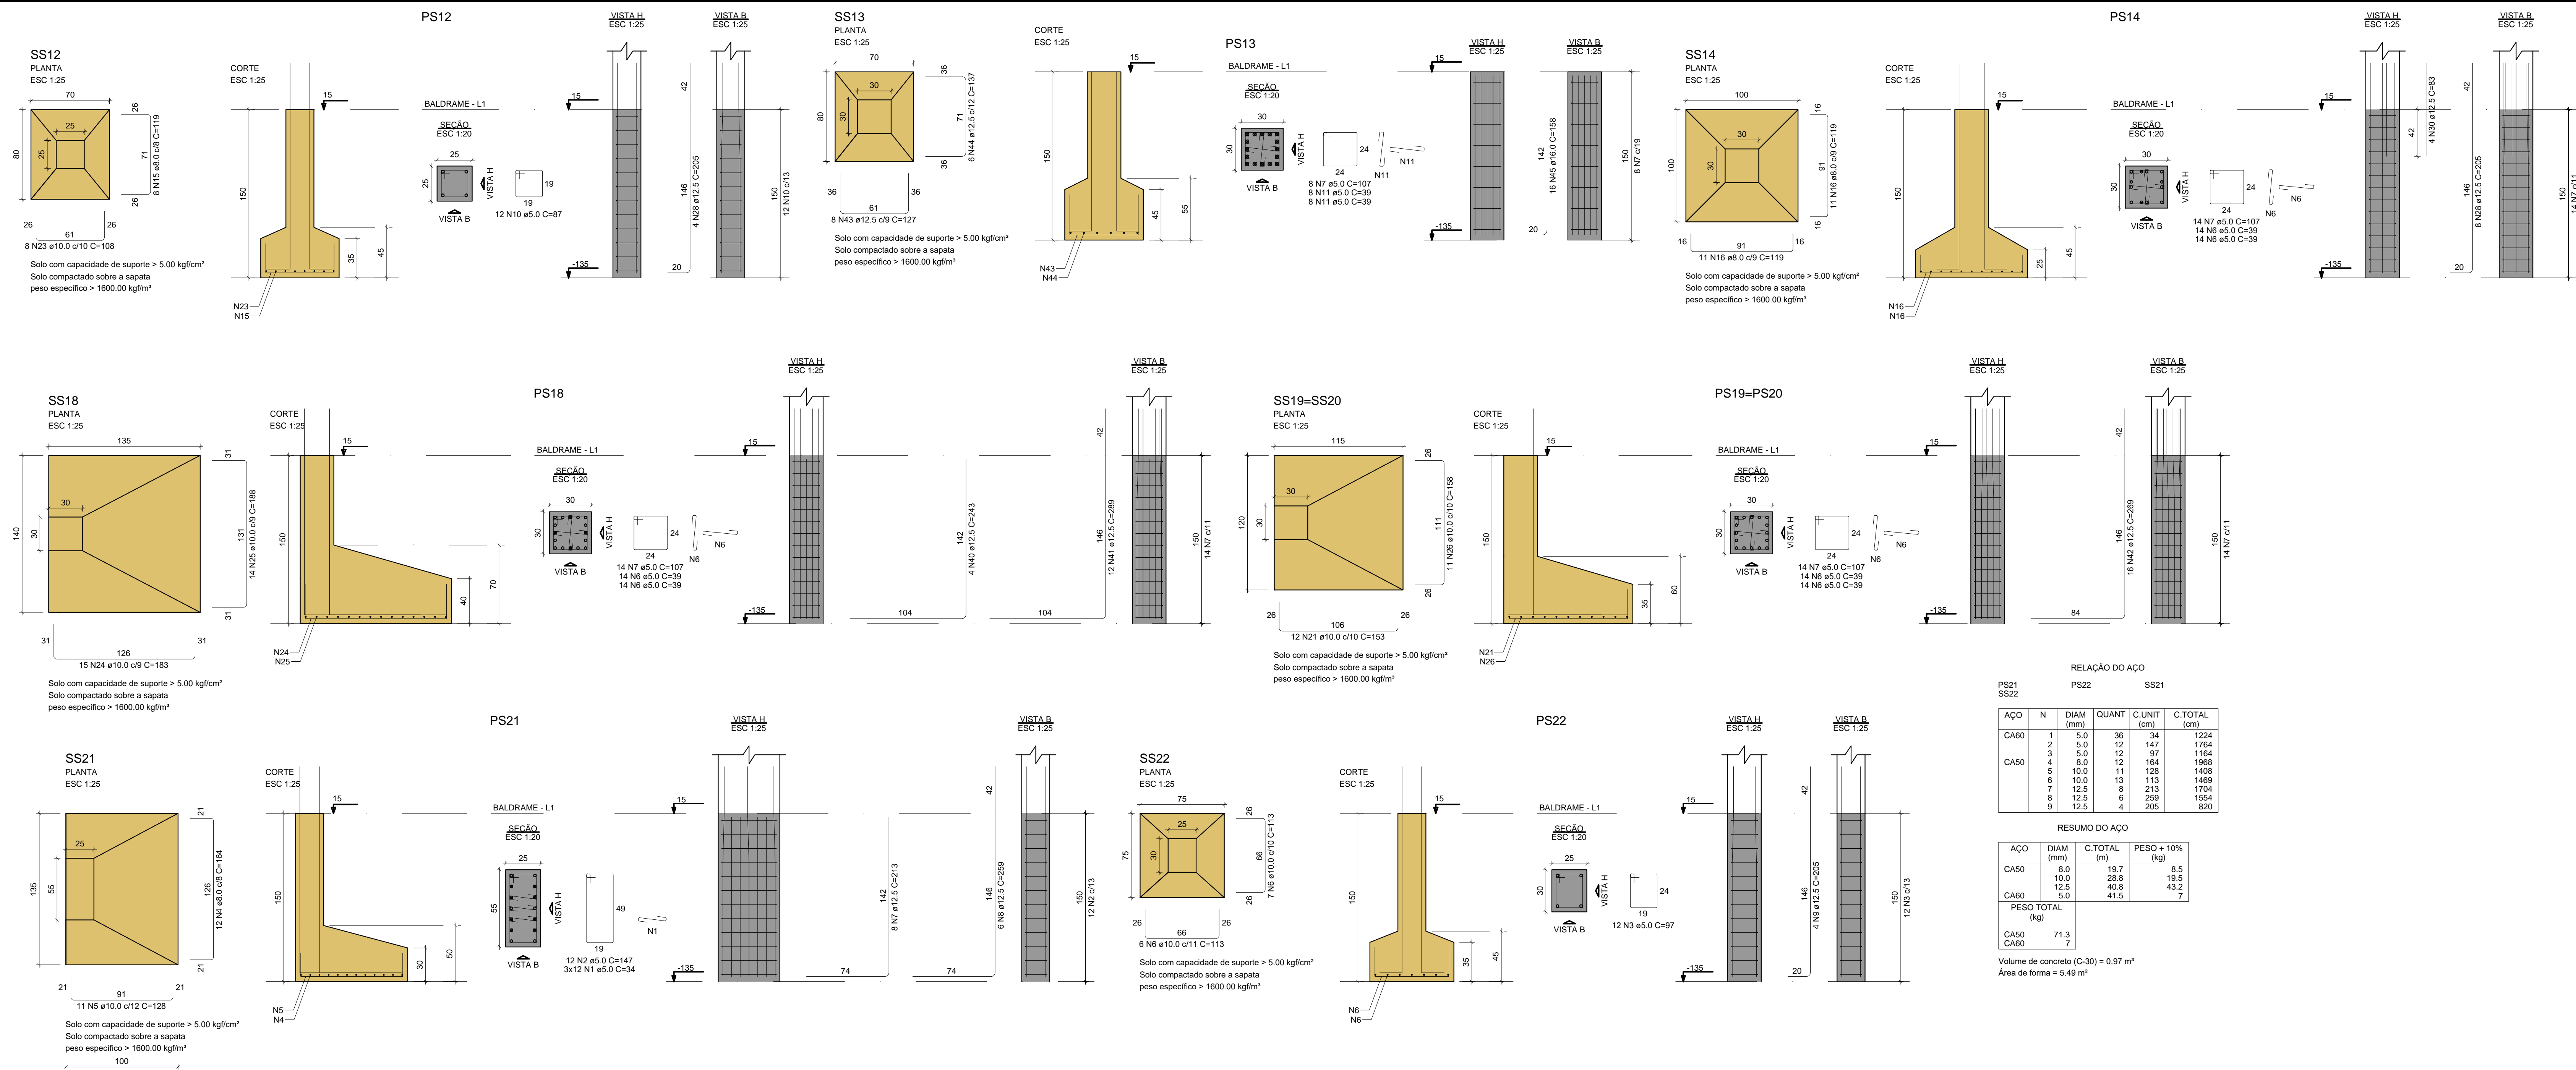 SS12
PLANTA
ESC 1:25
70
80
25
25
26
71
26
8 N15 ø8.0 c/8 C=119
26
61
26
8 N23 ø10.0 c/10 C=108
Solo com capacidade de suporte > 5.00 kgf/cm²
Solo compactado sobre a sapata
peso específico > 1600.00 kgf/m³
CORTE
ESC 1:25
15
150
35
45
N23
N15
PS12
BALDRAME - L1
SEÇÃO
ESC 1:20
25
25
VISTA H
VISTA B
19
19
12 N10 ø5.0 C=87
VISTA H
ESC 1:25
15
-135
42
146
4 N28 ø12.5 C=205
20
VISTA B
ESC 1:25
150
12 N10 c/13
SS13
PLANTA
ESC 1:25
70
80
30
30
36
71
36
6 N44 ø12.5 c/12 C=137
36
61
36
8 N43 ø12.5 c/9 C=127
Solo com capacidade de suporte > 5.00 kgf/cm²
Solo compactado sobre a sapata
peso específico > 1600.00 kgf/m³
CORTE
ESC 1:25
15
150
45
55
N43
N44
PS13
BALDRAME - L1
SEÇÃO
ESC 1:20
30
30
VISTA H
VISTA B
24
24
N11
N11
8 N7 ø5.0 C=107
8 N11 ø5.0 C=39
8 N11 ø5.0 C=39
VISTA H
ESC 1:25
15
-135
142
16 N45 ø16.0 C=158
20
VISTA B
ESC 1:25
150
8 N7 c/19
SS14
PLANTA
ESC 1:25
100
100
30
30
16
91
16
11 N16 ø8.0 c/9 C=119
16
91
16
11 N16 ø8.0 c/9 C=119
Solo com capacidade de suporte > 5.00 kgf/cm²
Solo compactado sobre a sapata
peso específico > 1600.00 kgf/m³
CORTE
ESC 1:25
15
150
25
45
N16
N16
PS14
BALDRAME - L1
SEÇÃO
ESC 1:20
30
30
VISTA H
VISTA B
24
24
N6
N6
14 N7 ø5.0 C=107
14 N6 ø5.0 C=39
14 N6 ø5.0 C=39
VISTA H
ESC 1:25
15
-135
42
4 N30 ø12.5 C=83
42
146
8 N28 ø12.5 C=205
20
VISTA B
ESC 1:25
150
14 N7 c/11
SS18
PLANTA
ESC 1:25
135
140
30
30
31
131
31
14 N25 ø10.0 c/9 C=188
31
126
31
15 N24 ø10.0 c/9 C=183
Solo com capacidade de suporte > 5.00 kgf/cm²
Solo compactado sobre a sapata
peso específico > 1600.00 kgf/m³
CORTE
ESC 1:25
15
150
40
70
N24
N25
PS18
BALDRAME - L1
SEÇÃO
ESC 1:20
30
30
VISTA H
VISTA B
24
24
N6
N6
14 N7 ø5.0 C=107
14 N6 ø5.0 C=39
14 N6 ø5.0 C=39
VISTA H
ESC 1:25
15
-135
142
4 N40 ø12.5 C=243
104
42
146
12 N41 ø12.5 C=289
104
VISTA B
ESC 1:25
150
14 N7 c/11
SS19=SS20
PLANTA
ESC 1:25
115
120
30
30
26
111
26
11 N26 ø10.0 c/10 C=158
26
106
26
12 N21 ø10.0 c/10 C=153
Solo com capacidade de suporte > 5.00 kgf/cm²
Solo compactado sobre a sapata
peso específico > 1600.00 kgf/m³
CORTE
ESC 1:25
15
150
35
60
N21
N26
PS19=PS20
BALDRAME - L1
SEÇÃO
ESC 1:20
30
30
VISTA H
VISTA B
24
24
N6
N6
14 N7 ø5.0 C=107
14 N6 ø5.0 C=39
14 N6 ø5.0 C=39
VISTA H
ESC 1:25
15
-135
42
146
16 N42 ø12.5 C=269
84
VISTA B
ESC 1:25
150
14 N7 c/11
SS21
PLANTA
ESC 1:25
135
55
25
21
126
21
12 N4 ø8.0 c/8 C=164
21
91
21
11 N5 ø10.0 c/12 C=128
Solo com capacidade de suporte > 5.00 kgf/cm²
Solo compactado sobre a sapata
peso específico > 1600.00 kgf/m³
100
CORTE
ESC 1:25
15
150
30
50
N5
N4
PS21
BALDRAME - L1
SEÇÃO
ESC 1:20
25
55
VISTA H
VISTA B
49
19
N1
12 N2 ø5.0 C=147
3x12 N1 ø5.0 C=34
VISTA H
ESC 1:25
15
-135
142
8 N7 ø12.5 C=213
74
42
146
6 N8 ø12.5 C=259
74
VISTA B
ESC 1:25
150
12 N2 c/13
SS22
PLANTA
ESC 1:25
75
75
25
30
26
66
26
7 N6 ø10.0 c/10 C=113
26
66
26
6 N6 ø10.0 c/11 C=113
Solo com capacidade de suporte > 5.00 kgf/cm²
Solo compactado sobre a sapata
peso específico > 1600.00 kgf/m³
CORTE
ESC 1:25
15
150
35
45
N6
N6
PS22
BALDRAME - L1
SEÇÃO
ESC 1:20
25
30
VISTA H
VISTA B
24
19
12 N3 ø5.0 C=97
VISTA H
ESC 1:25
15
-135
42
146
4 N9 ø12.5 C=205
20
VISTA B
ESC 1:25
150
12 N3 c/13
RELAÇÃO DO AÇO
PS21 PS22 SS21
SS22
AÇO N DIAM QUANT C.UNIT C.TOTAL
(mm) (cm) (cm)
CA60 1 5.0 36 34 1224
2 5.0 12 147 1764
3 5.0 12 97 1164
CA50 4 8.0 12 164 1968
5 10.0 11 128 1408
6 10.0 13 113 1469
7 12.5 8 213 1704
8 12.5 6 259 1554
9 12.5 4 205 820
RESUMO DO AÇO
AÇO DIAM C.TOTAL PESO + 10%
(mm) (m) (kg)
CA50 8.0 19.7 8.5
10.0 28.8 19.5
12.5 40.8 43.2
CA60 5.0 41.5 7
PESO TOTAL
(kg)
CA50 71.3
CA60 7
Volume de concreto (C-30) = 0.97 m³
Área de forma = 5.49 m²